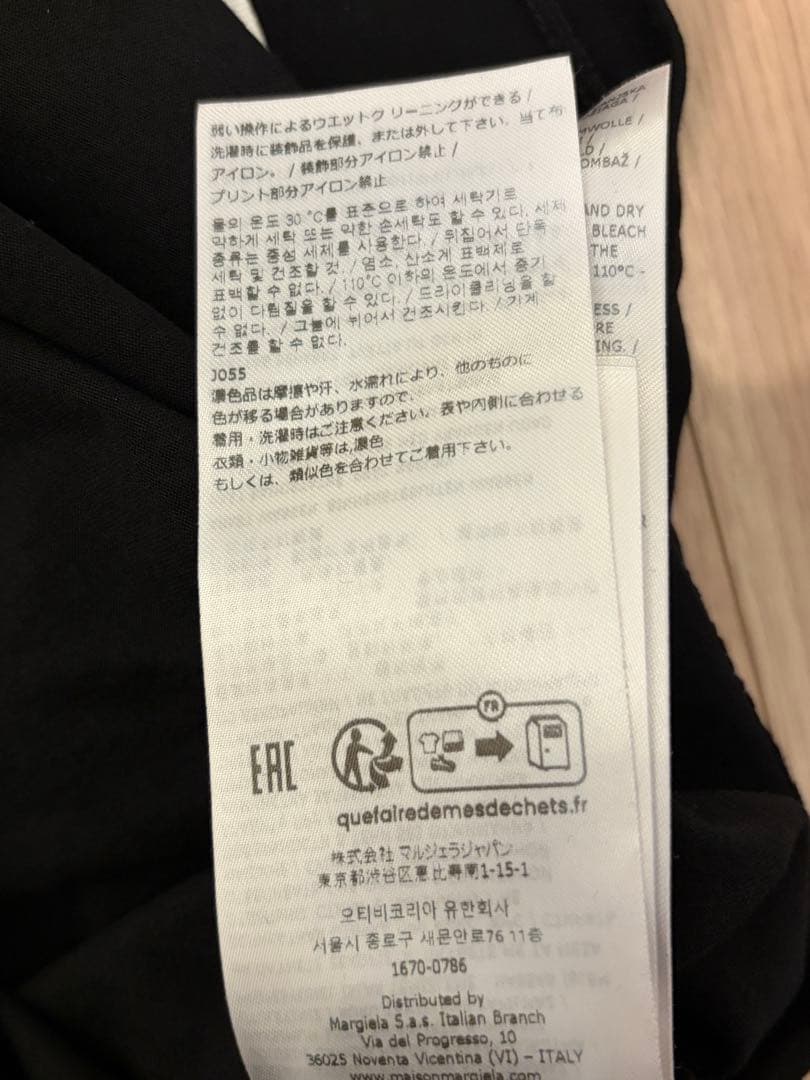 弱い操作によるウエットク リーニングができる /
洗濯時に装飾品を保護、または外して下さい。当て布
アイロン。 / 装飾部分アイロン禁止 /
プリント部分アイロン禁止
물의 온도 30 °C를 표준으로 하여 세탁기로
약하게 세탁 또는 약한 손세탁도 할 수 있다. 세제
종류는 중성 세제를 사용한다. / 뒤집어서 단독
세탁 및 건조할 것. / 염소, 산소계 표백제로
표백할 수 없다. / 110°C 이하의 온도에서 증기
없이 다림질을 할 수 있다. / 드라이클리닝을 할
수 없다. / 그늘에 뉘어서 건조시킨다. / 기계
건조를 할 수 없다.
J055
濃色品は摩擦や汗、水濡れにより、他のものに
色が移る場合がありますので、
着用・洗濯時はご注意ください。表や内側に合わせる
衣類・小物雑貨等は､濃色
もしくは、類似色を合わせてご着用下さい。
EAC
FR
quefairedemesdechets.fr
株式会社 マルジェラジャパン
東京都渋谷区恵比寿南1-15-1
오티비코리아 유한회사
서울시 종로구 새문안로76 11층
1670-0786
Distributed by
Margiela S.a.s. Italian Branch
Via del Progresso, 10
36025 Noventa Vicentina (VI) – ITALY
www.maisonmargiela.com
MWOLLE /
OMBAŽ /
AND DRY
BLEACH
THE
110°C -
ESS /
RE
ING. /